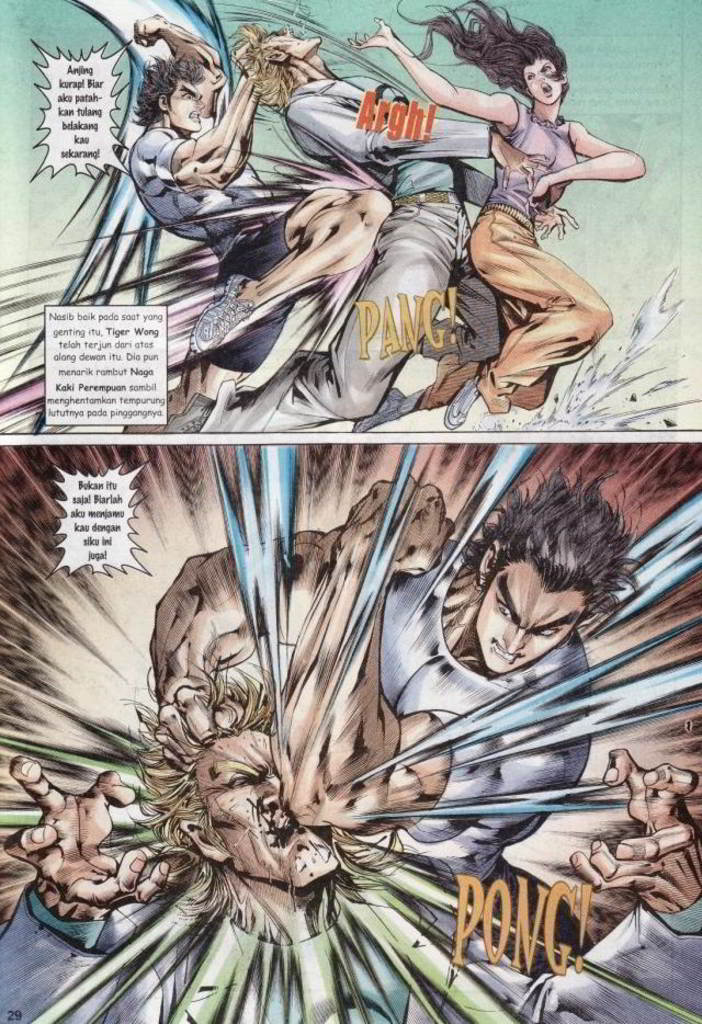 Anjing
kurap! Biar
aku patah-
kan tulang
belakang
kau
sekarang!
Argh!
PANG!
Nasib baik pada saat yang
genting itu, Tiger Wong
telah terjun dari atas
alang dewan itu. Dia pun
menarik rambut Naga
Kaki Perempuan sambil
menghentamkan tempurung
lututnya pada pinggangnya.
Bukan itu
saja! Biarlah
aku menjamu
kau dengan
siku ini
juga!
PONG!
29